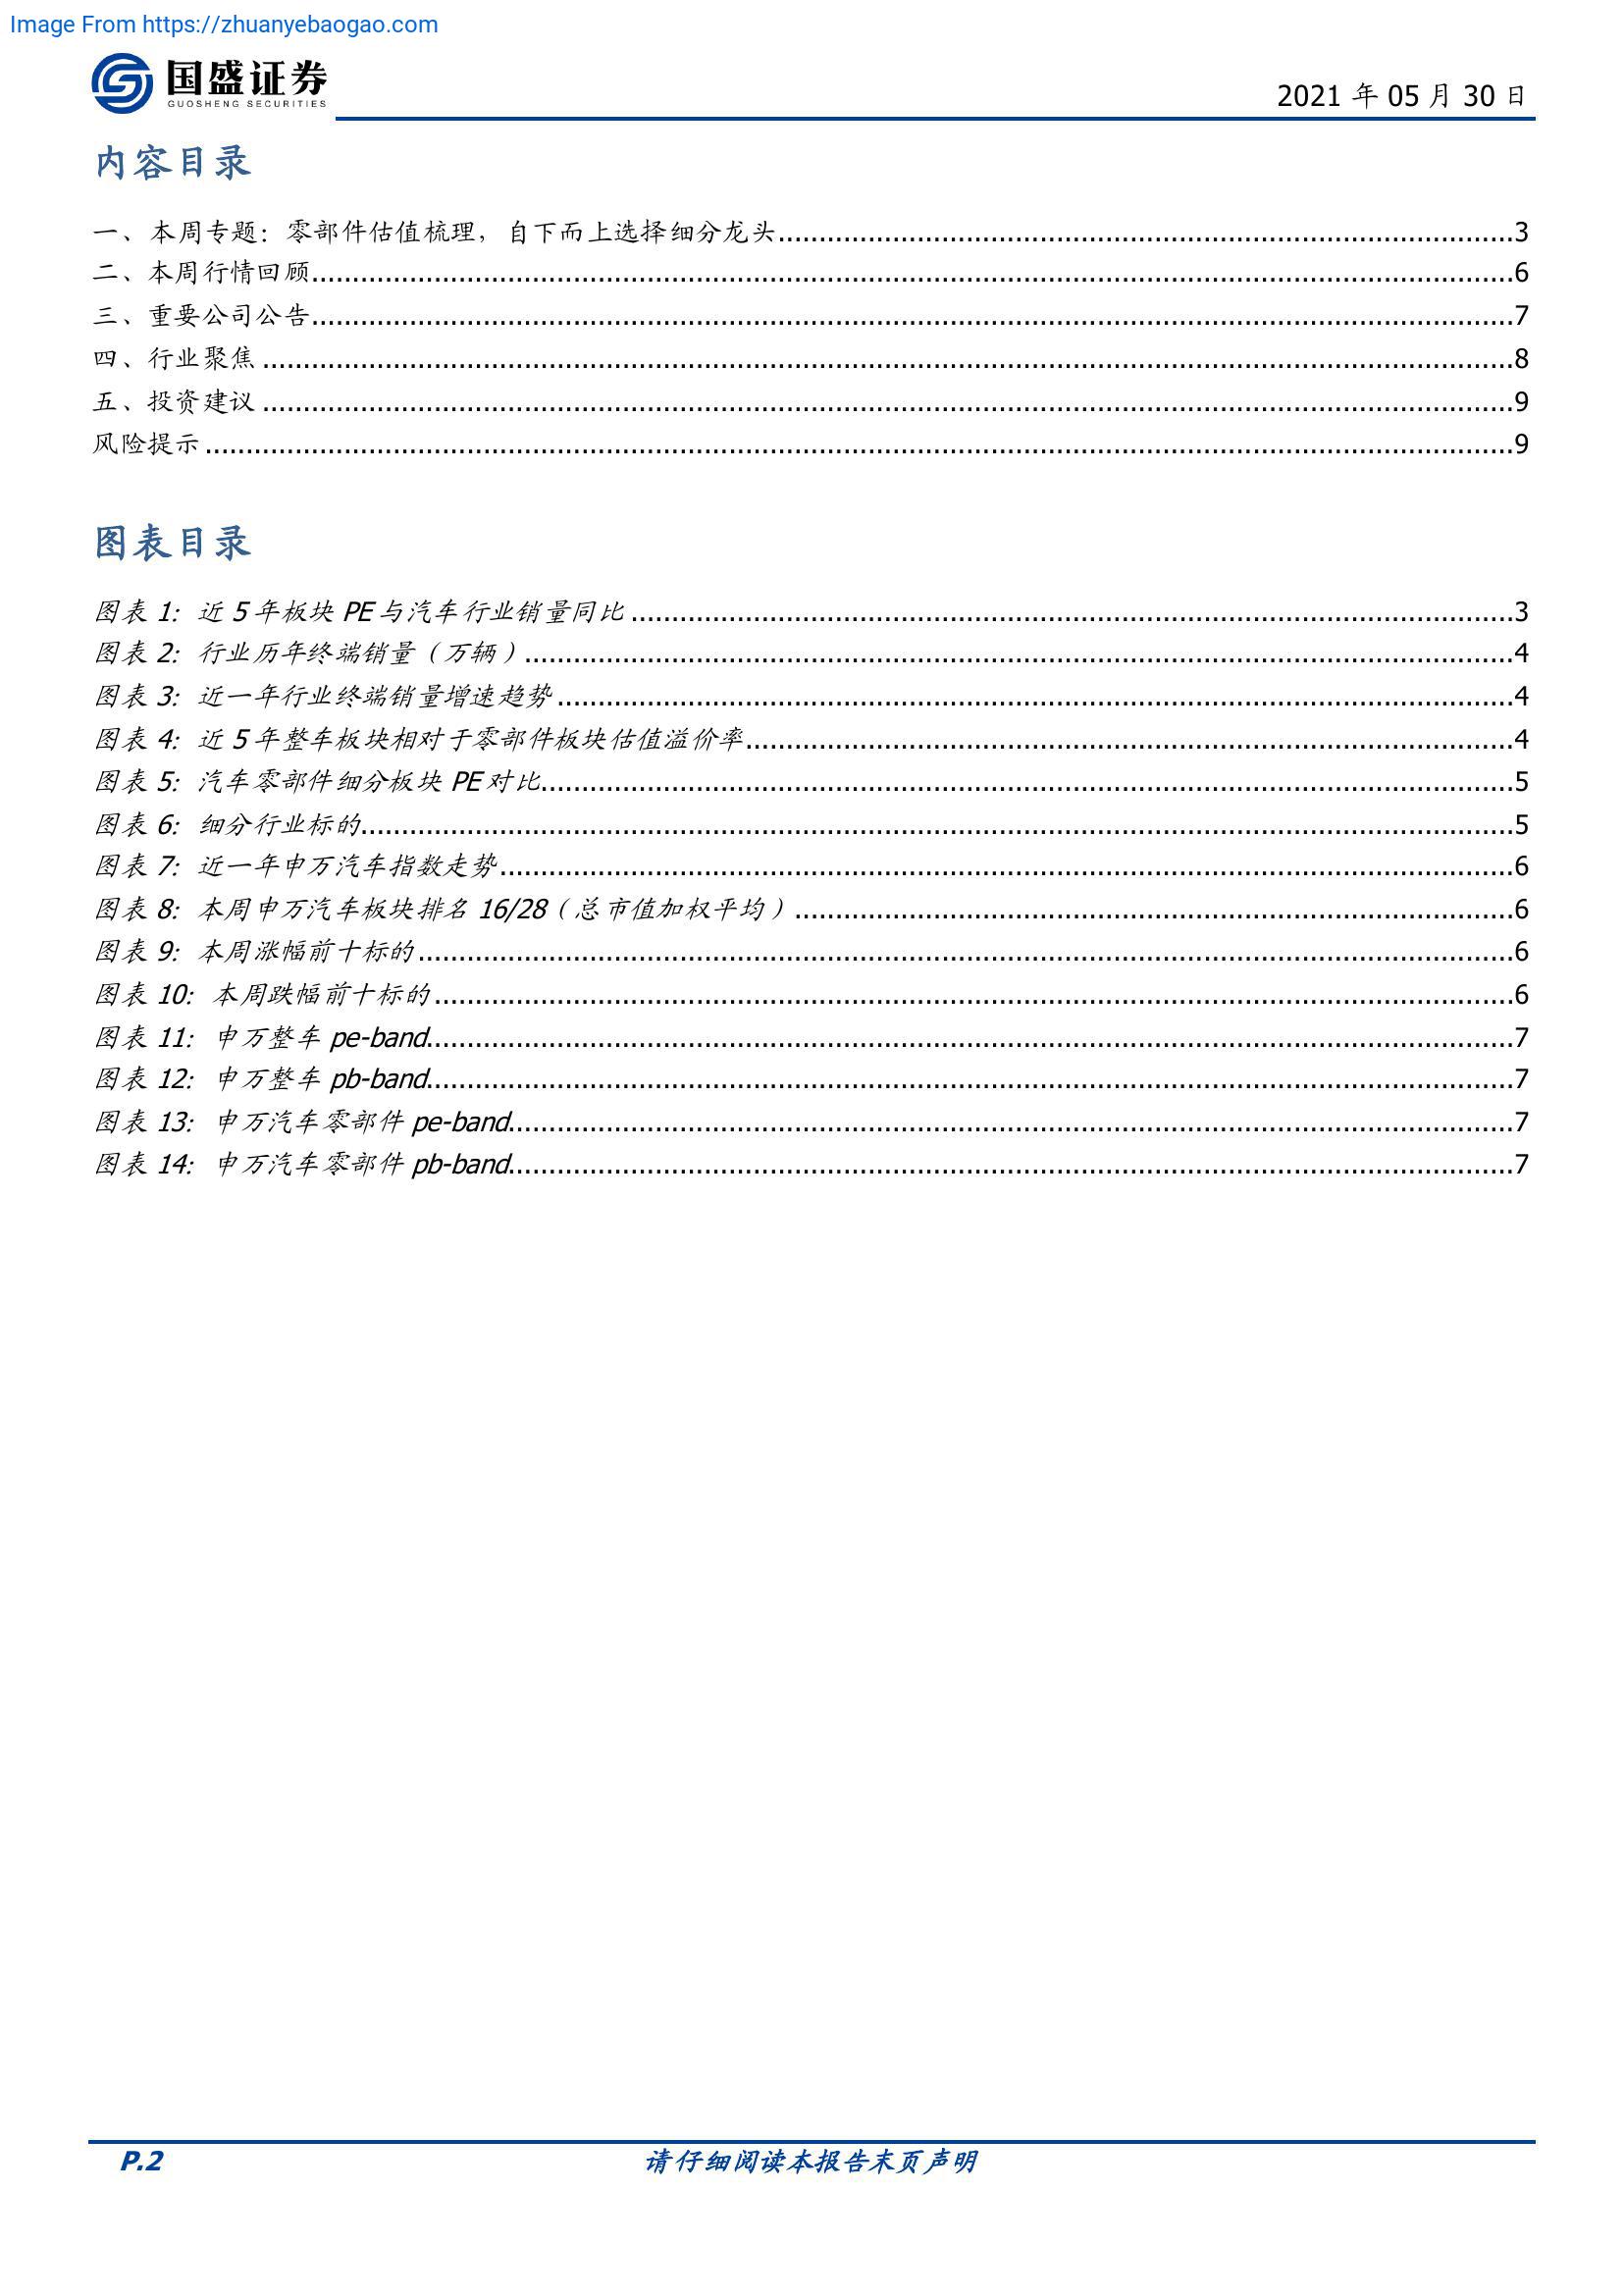 Image From https://zhuanyebaogao.com
国盛证券
GUOSHENG SECURITIES
2021 年 05 月 30 日
内容目录
一、本周专题：零部件估值梳理，自下而上选择细分龙头 3
二、本周行情回顾 6
三、重要公司公告 7
四、行业聚焦 8
五、投资建议 9
风险提示 9
图表目录
图表 1: 近 5 年板块 PE 与汽车行业销量同比 3
图表 2: 行业历年终端销量（万辆） 4
图表 3: 近一年行业终端销量增速趋势 4
图表 4: 近 5 年整车板块相对于零部件板块估值溢价率 4
图表 5: 汽车零部件细分板块 PE 对比 5
图表 6: 细分行业标的 5
图表 7: 近一年申万汽车指数走势 6
图表 8: 本周申万汽车板块排名 16/28（总市值加权平均） 6
图表 9: 本周涨幅前十标的 6
图表 10: 本周跌幅前十标的 6
图表 11: 申万整车 pe-band 7
图表 12: 申万整车 pb-band 7
图表 13: 申万汽车零部件 pe-band 7
图表 14: 申万汽车零部件 pb-band 7
P.2
请仔细阅读本报告末页声明